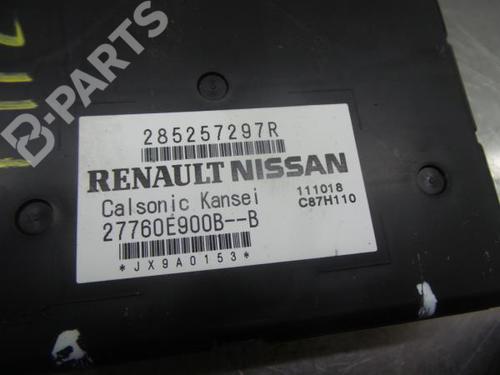 B-PARTS
285257297R
RENAULT NISSAN
Calsonic Kansei
111018
C87H110
27760E900B--B
*JX9A0153*